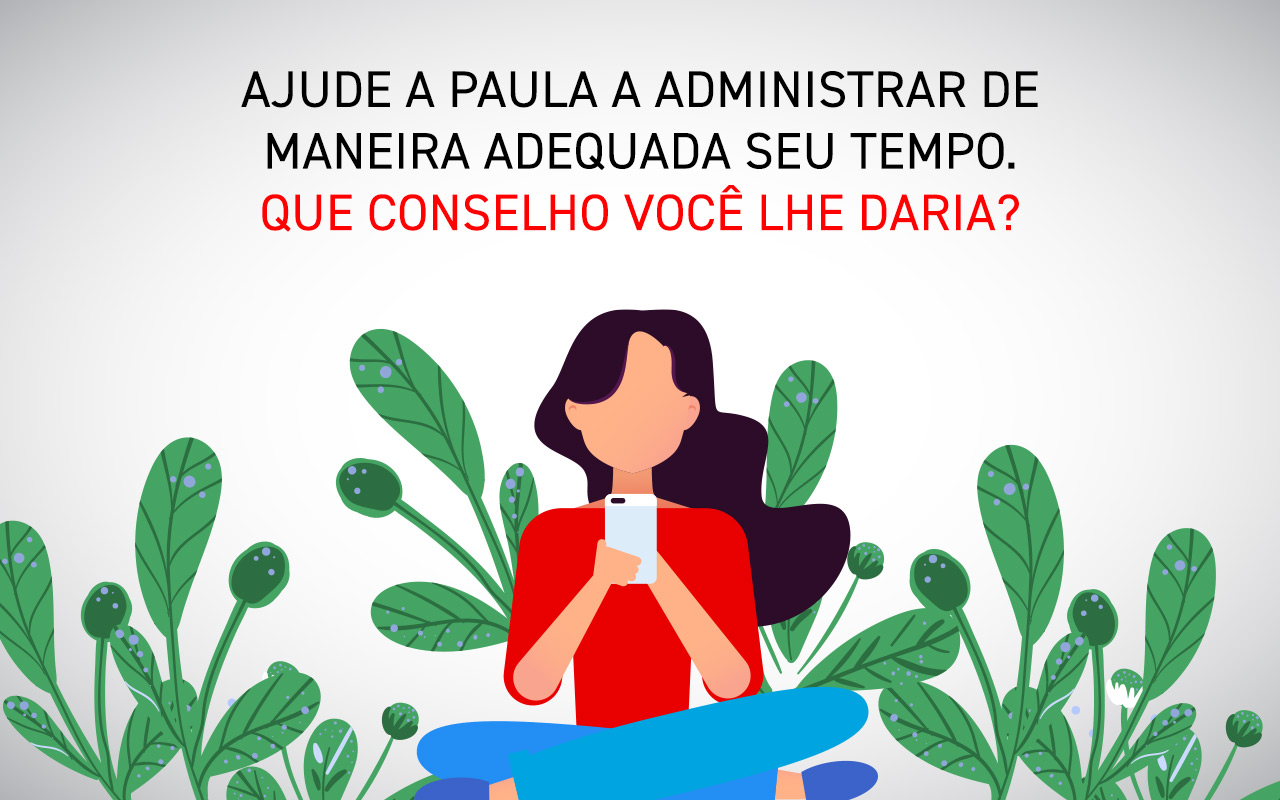 AJUDE A PAULA A ADMINISTRAR DE
MANEIRA ADEQUADA SEU TEMPO.
QUE CONSELHO VOCÊ LHE DARIA?